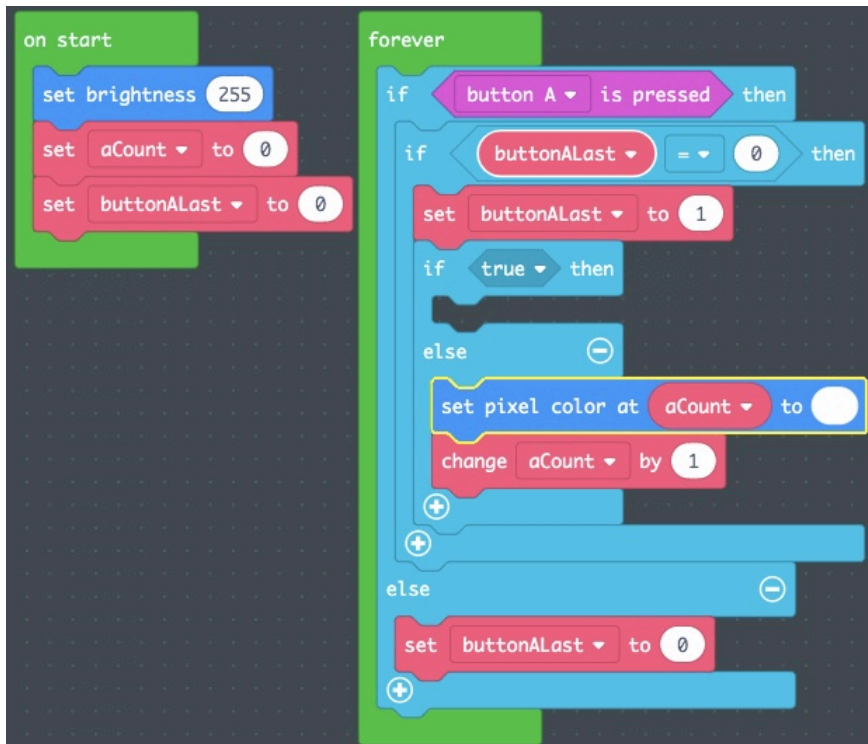 on start
set brightness 255
set aCount to 0
set buttonALast to 0
forever
if button A is pressed then
if buttonALast = 0 then
set buttonALast to 1
if true then
else
set pixel color at aCount to
change aCount by 1
else
set buttonALast to 0